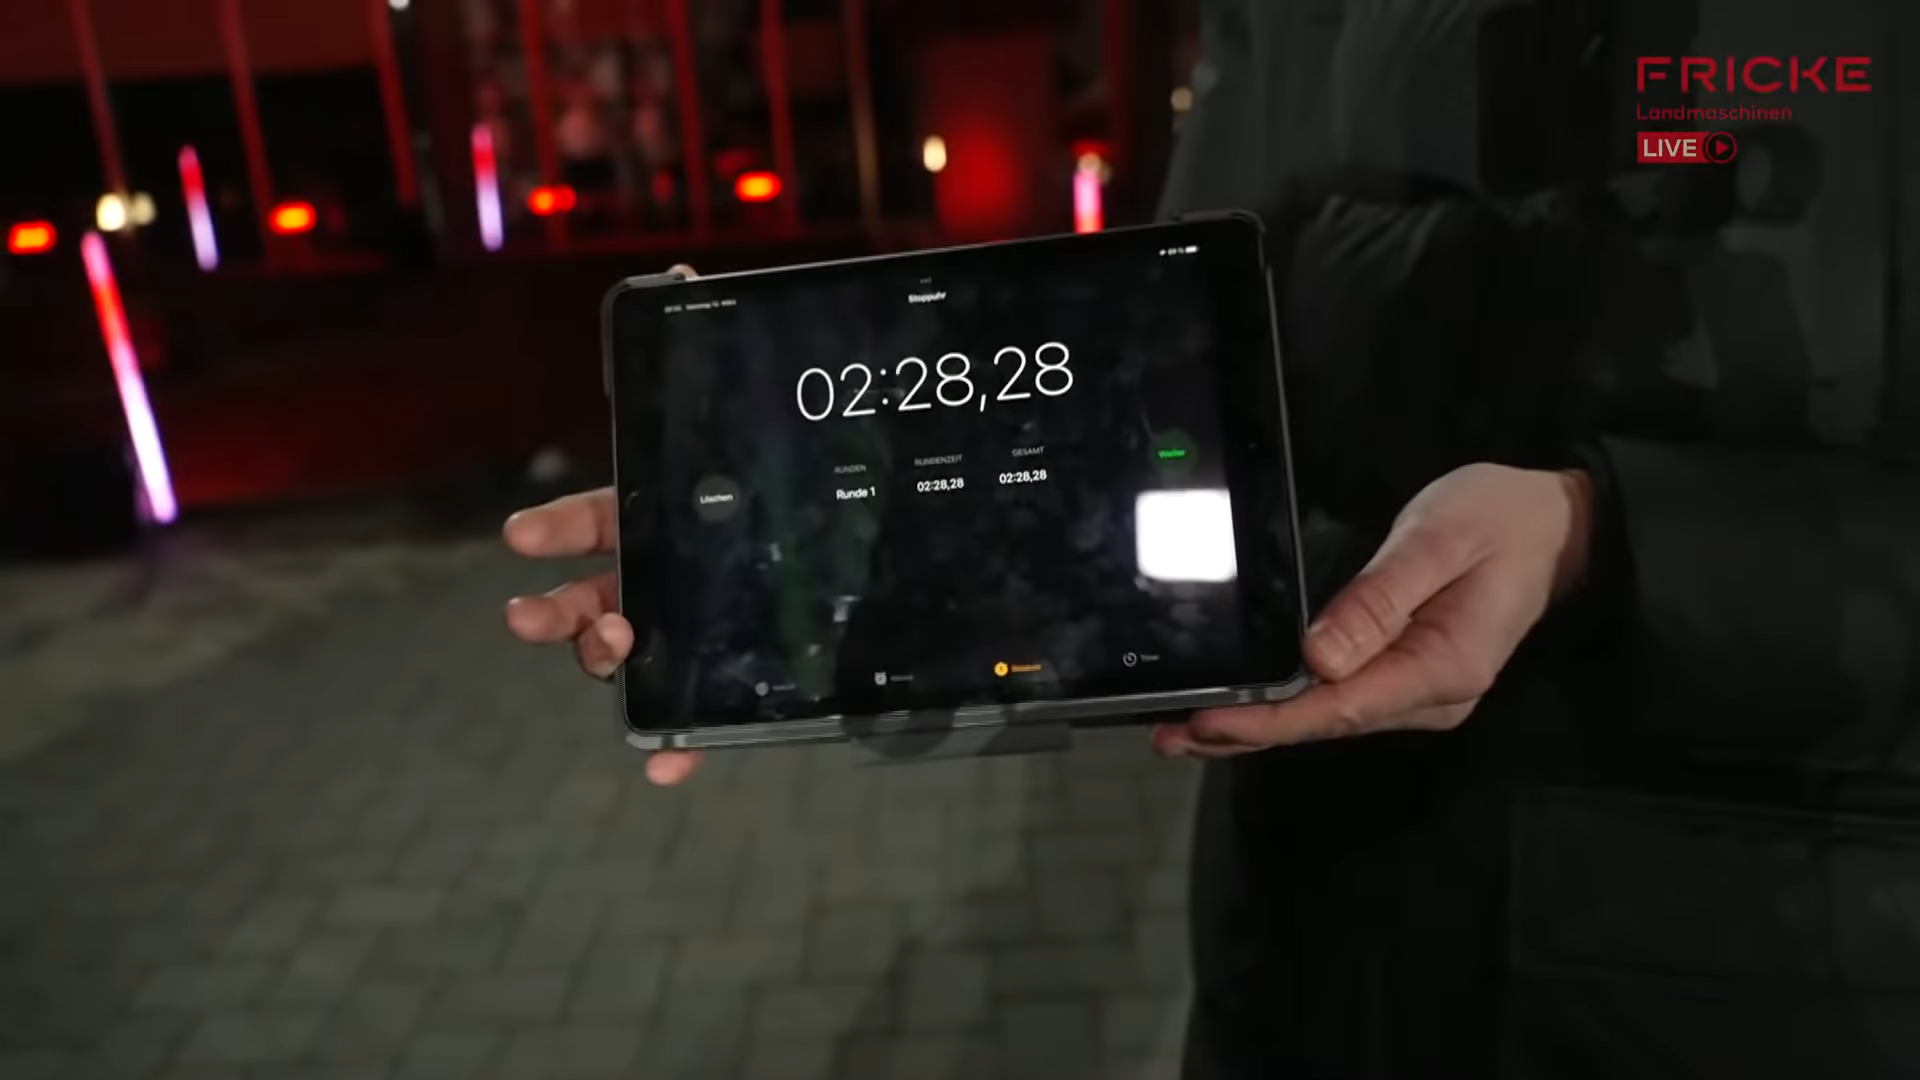 FRICKE
Landmaschinen
LIVE
Stoppuhr
02:28,28
RUNDEN RUNDENZEIT GESAMT
Runde 1 02:28,28 02:28,28
Löschen
Weiter
Timer